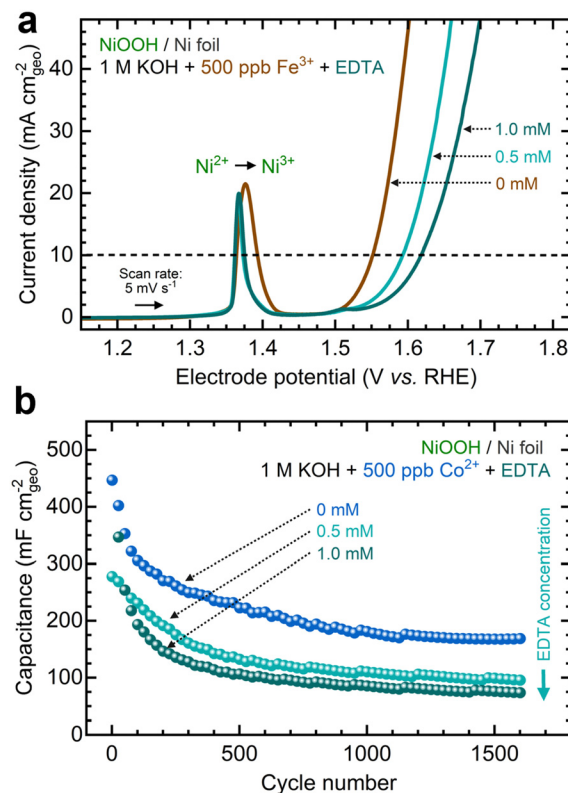 a
NiOOH / Ni foil
1 M KOH + 500 ppb Fe³⁺ + EDTA
Ni²⁺ → Ni³⁺
1.0 mM
0.5 mM
0 mM
Scan rate:
5 mV s⁻¹
Current density (mA cm⁻²geo)
40
30
20
10
0
1.2 1.3 1.4 1.5 1.6 1.7 1.8
Electrode potential (V vs. RHE)
b
NiOOH / Ni foil
1 M KOH + 500 ppb Co²⁺ + EDTA
0 mM
0.5 mM
1.0 mM
EDTA concentration
Capacitance (mF cm⁻²geo)
500
400
300
200
100
0
0 500 1000 1500
Cycle number